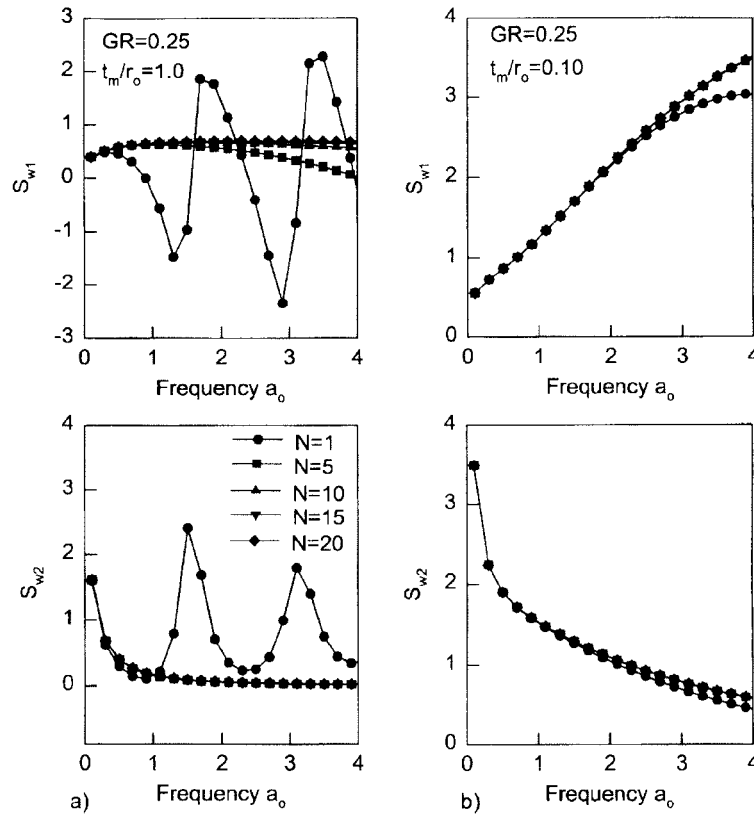 3
2
1
0
-1
-2
-3
S_w1
GR=0.25
t_m/r_o=1.0
0 1 2 3 4
Frequency a_o
4
3
2
1
0
S_w1
GR=0.25
t_m/r_o=0.10
0 1 2 3 4
Frequency a_o
4
3
2
1
0
S_w2
N=1
N=5
N=10
N=15
N=20
0 1 2 3 4
Frequency a_o
a)
4
3
2
1
0
S_w2
0 1 2 3 4
Frequency a_o
b)